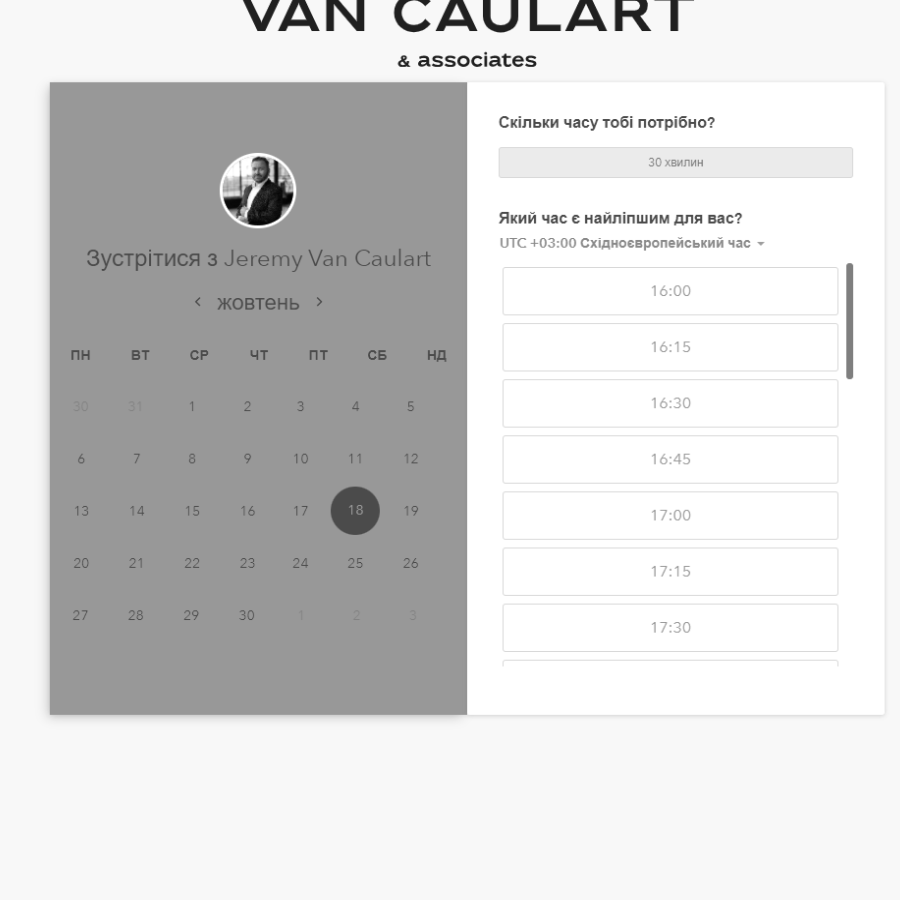 VAN CAULART
& associates
Зустрітися з Jeremy Van Caulart
жовтень
ПН ВТ СР ЧТ ПТ СБ НД
30 31 1 2 3 4 5
6 7 8 9 10 11 12
13 14 15 16 17 18 19
20 21 22 23 24 25 26
27 28 29 30 1 2 3
Скільки часу тобі потрібно?
30 хвилин
Який час є найліпшим для вас?
UTC +03:00 Східноєвропейський час
16:00
16:15
16:30
16:45
17:00
17:15
17:30